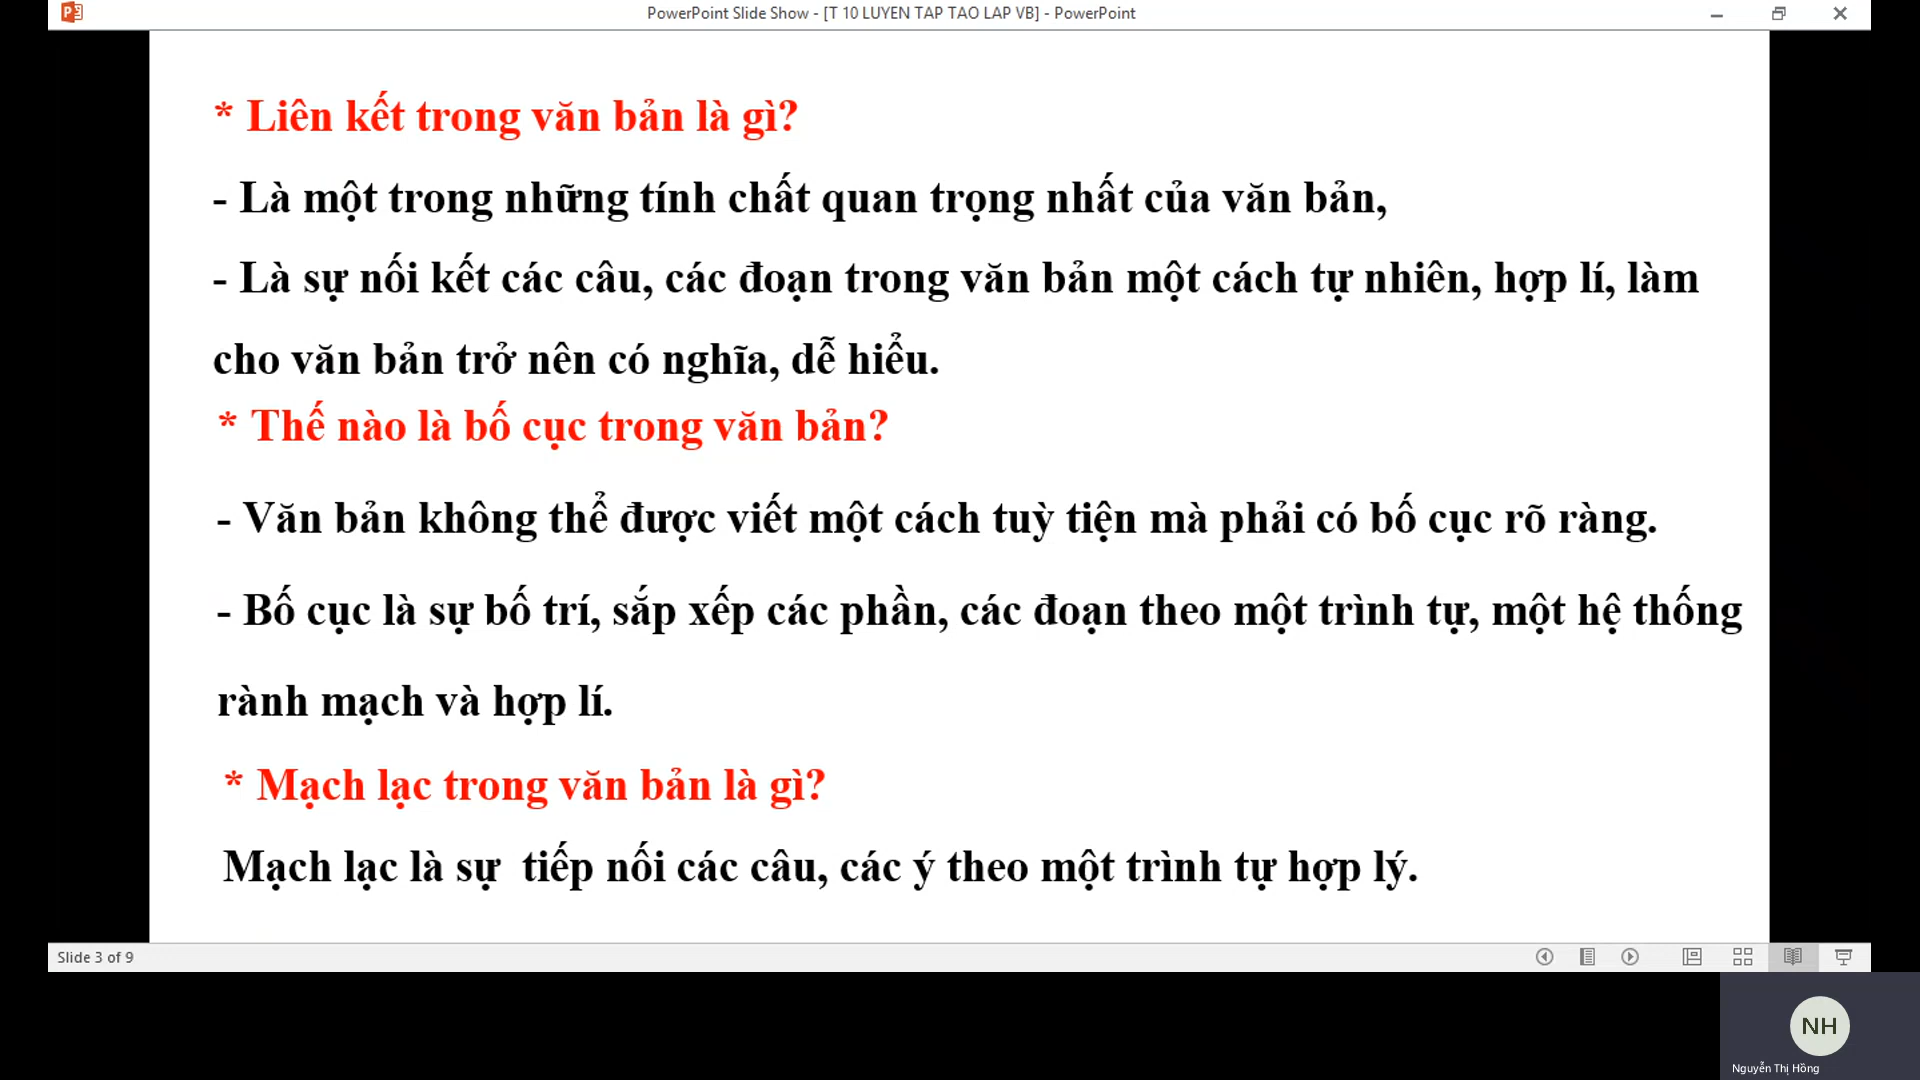 PowerPoint Slide Show - [T 10 LUYEN TAP TAO LAP VB] - PowerPoint
* Liên kết trong văn bản là gì?
- Là một trong những tính chất quan trọng nhất của văn bản,
- Là sự nối kết các câu, các đoạn trong văn bản một cách tự nhiên, hợp lí, làm
cho văn bản trở nên có nghĩa, dễ hiểu.
* Thế nào là bố cục trong văn bản?
- Văn bản không thể được viết một cách tuỳ tiện mà phải có bố cục rõ ràng.
- Bố cục là sự bố trí, sắp xếp các phần, các đoạn theo một trình tự, một hệ thống
rành mạch và hợp lí.
* Mạch lạc trong văn bản là gì?
Mạch lạc là sự  tiếp nối các câu, các ý theo một trình tự hợp lý.
Slide 3 of 9
NH
Nguyễn Thị Hồng